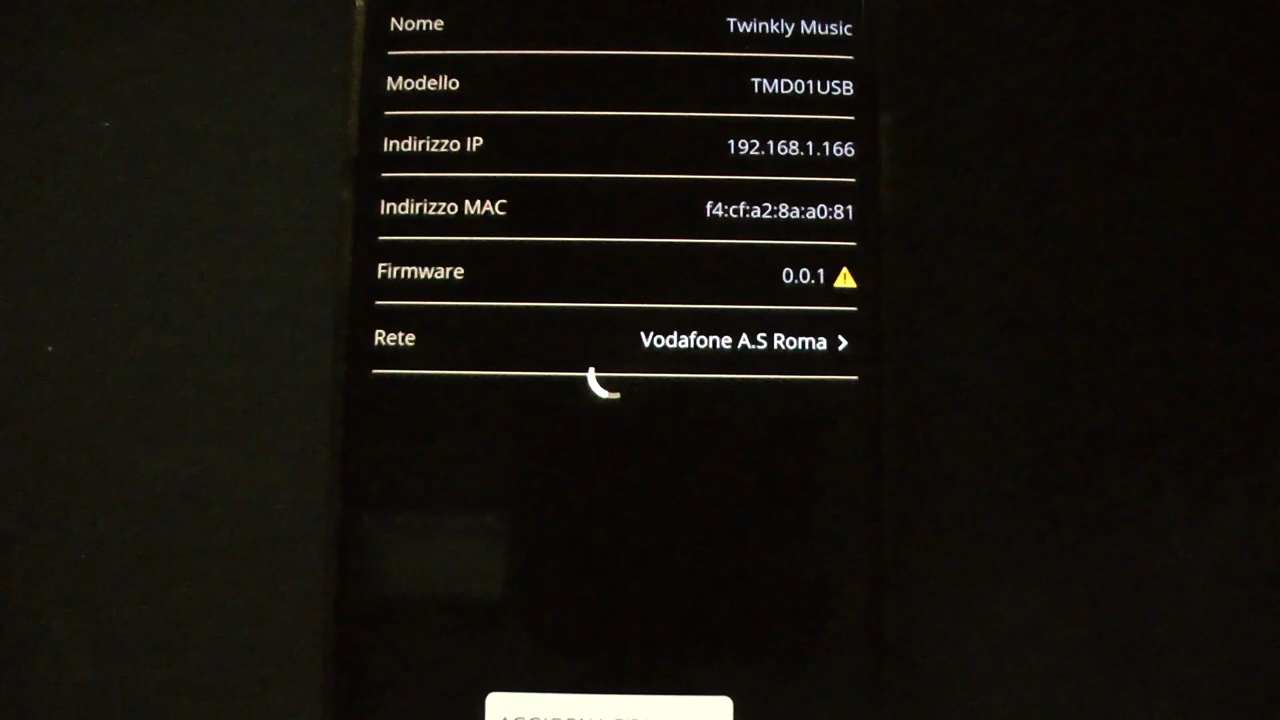 Nome Twinkly Music
Modello TMD01USB
Indirizzo IP 192.168.1.166
Indirizzo MAC f4:cf:a2:8a:a0:81
Firmware 0.0.1
Rete Vodafone A.S Roma